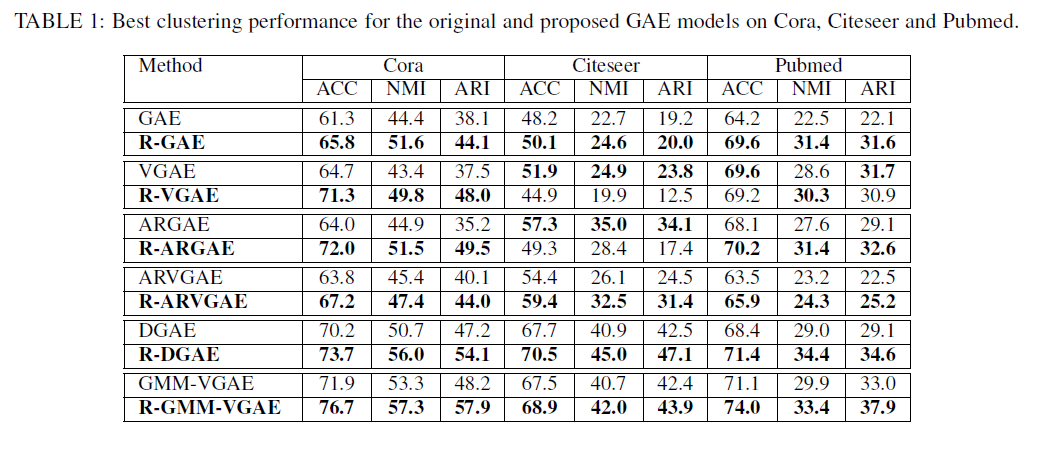 TABLE 1: Best clustering performance for the original and proposed GAE models on Cora, Citeseer and Pubmed.
Method Cora Citeseer Pubmed
ACC NMI ARI ACC NMI ARI ACC NMI ARI
GAE 61.3 44.4 38.1 48.2 22.7 19.2 64.2 22.5 22.1
R-GAE 65.8 51.6 44.1 50.1 24.6 20.0 69.6 31.4 31.6
VGAE 64.7 43.4 37.5 51.9 24.9 23.8 69.6 28.6 31.7
R-VGAE 71.3 49.8 48.0 44.9 19.9 12.5 69.2 30.3 30.9
ARGAE 64.0 44.9 35.2 57.3 35.0 34.1 68.1 27.6 29.1
R-ARGAE 72.0 51.5 49.5 49.3 28.4 17.4 70.2 31.4 32.6
ARVGAE 63.8 45.4 40.1 54.4 26.1 24.5 63.5 23.2 22.5
R-ARVGAE 67.2 47.4 44.0 59.4 32.5 31.4 65.9 24.3 25.2
DGAE 70.2 50.7 47.2 67.7 40.9 42.5 68.4 29.0 29.1
R-DGAE 73.7 56.0 54.1 70.5 45.0 47.1 71.4 34.4 34.6
GMM-VGAE 71.9 53.3 48.2 67.5 40.7 42.4 71.1 29.9 33.0
R-GMM-VGAE 76.7 57.3 57.9 68.9 42.0 43.9 74.0 33.4 37.9